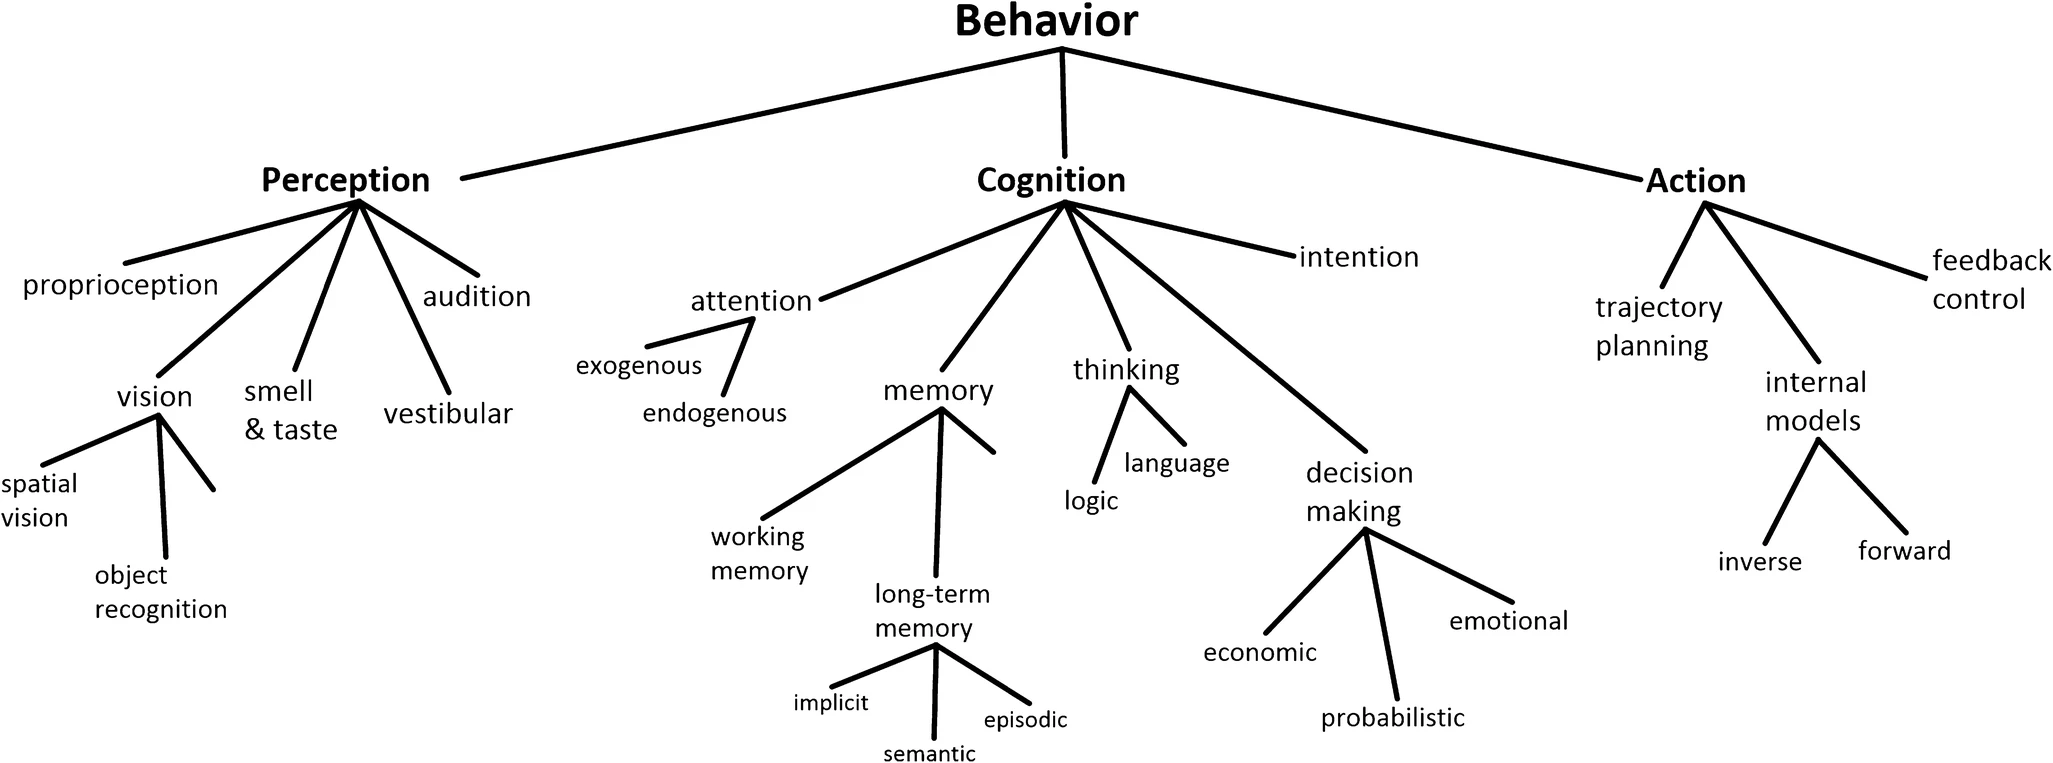 Behavior
Perception
Cognition
Action
proprioception
vision
smell
& taste
vestibular
audition
spatial
vision
object
recognition
attention
exogenous
endogenous
memory
working
memory
long-term
memory
implicit
semantic
episodic
thinking
logic
language
decision
making
economic
probabilistic
emotional
intention
trajectory
planning
internal
models
inverse
forward
feedback
control